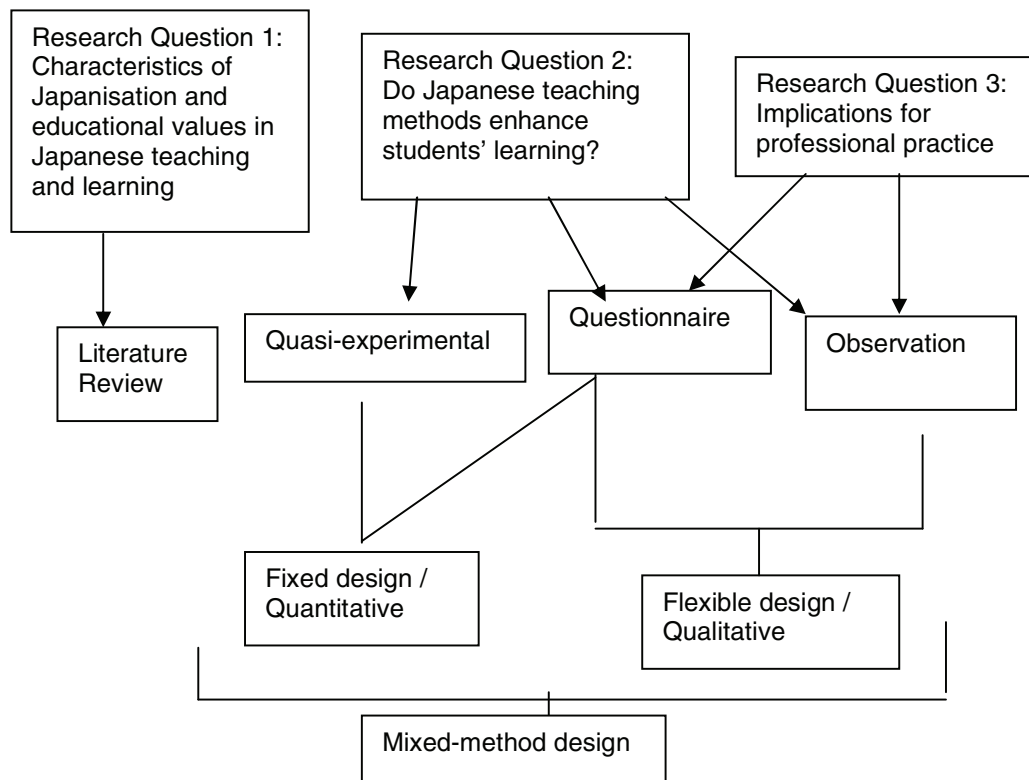 Research Question 1:
Characteristics of
Japanisation and
educational values in
Japanese teaching
and learning
Research Question 2:
Do Japanese teaching
methods enhance
students’ learning?
Research Question 3:
Implications for
professional practice
Literature
Review
Quasi-experimental
Questionnaire
Observation
Fixed design /
Quantitative
Flexible design /
Qualitative
Mixed-method design